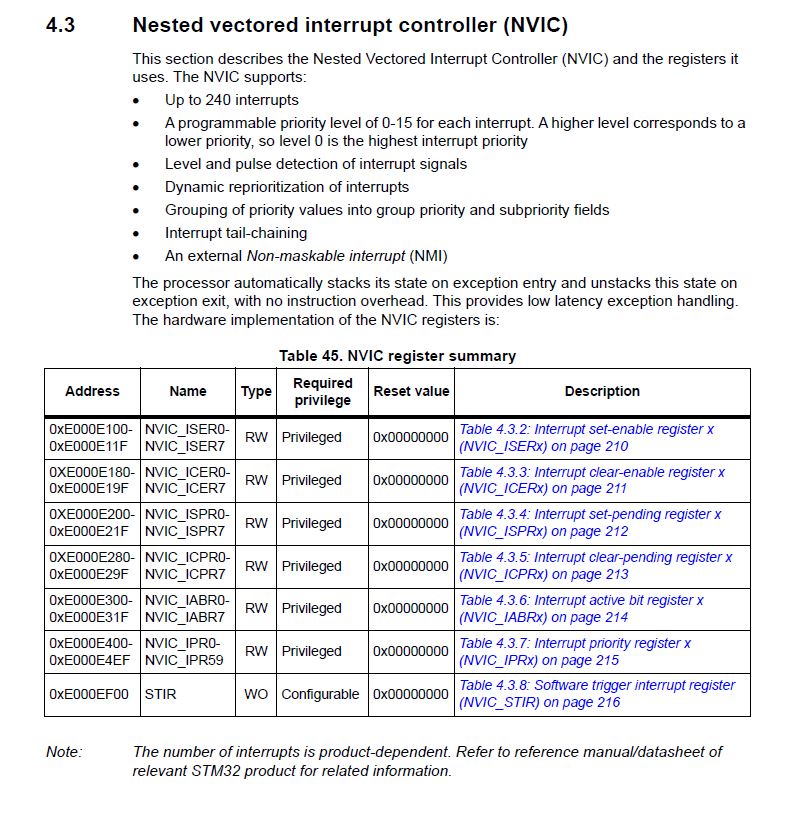 4.3 Nested vectored interrupt controller (NVIC)
This section describes the Nested Vectored Interrupt Controller (NVIC) and the registers it
uses. The NVIC supports:
• Up to 240 interrupts
• A programmable priority level of 0-15 for each interrupt. A higher level corresponds to a
lower priority, so level 0 is the highest interrupt priority
• Level and pulse detection of interrupt signals
• Dynamic reprioritization of interrupts
• Grouping of priority values into group priority and subpriority fields
• Interrupt tail-chaining
• An external Non-maskable interrupt (NMI)
The processor automatically stacks its state on exception entry and unstacks this state on
exception exit, with no instruction overhead. This provides low latency exception handling.
The hardware implementation of the NVIC registers is:
Table 45. NVIC register summary
Address Name Type Required privilege Reset value Description
0xE000E100- NVIC_ISER0- RW Privileged 0x00000000 Table 4.3.2: Interrupt set-enable register x
0xE000E11F NVIC_ISER7 (NVIC_ISERx) on page 210
0XE000E180- NVIC_ICER0- RW Privileged 0x00000000 Table 4.3.3: Interrupt clear-enable register x
0xE000E19F NVIC_ICER7 (NVIC_ICERx) on page 211
0XE000E200- NVIC_ISPR0- RW Privileged 0x00000000 Table 4.3.4: Interrupt set-pending register x
0xE000E21F NVIC_ISPR7 (NVIC_ISPRx) on page 212
0XE000E280- NVIC_ICPR0- RW Privileged 0x00000000 Table 4.3.5: Interrupt clear-pending register x
0xE000E29F NVIC_ICPR7 (NVIC_ICPRx) on page 213
0xE000E300- NVIC_IABR0- RW Privileged 0x00000000 Table 4.3.6: Interrupt active bit register x
0xE000E31F NVIC_IABR7 (NVIC_IABRx) on page 214
0xE000E400- NVIC_IPR0- RW Privileged 0x00000000 Table 4.3.7: Interrupt priority register x
0xE000E4EF NVIC_IPR59 (NVIC_IPRx) on page 215
0xE000EF00 STIR WO Configurable 0x00000000 Table 4.3.8: Software trigger interrupt register
(NVIC_STIR) on page 216
Note: The number of interrupts is product-dependent. Refer to reference manual/datasheet of
relevant STM32 product for related information.